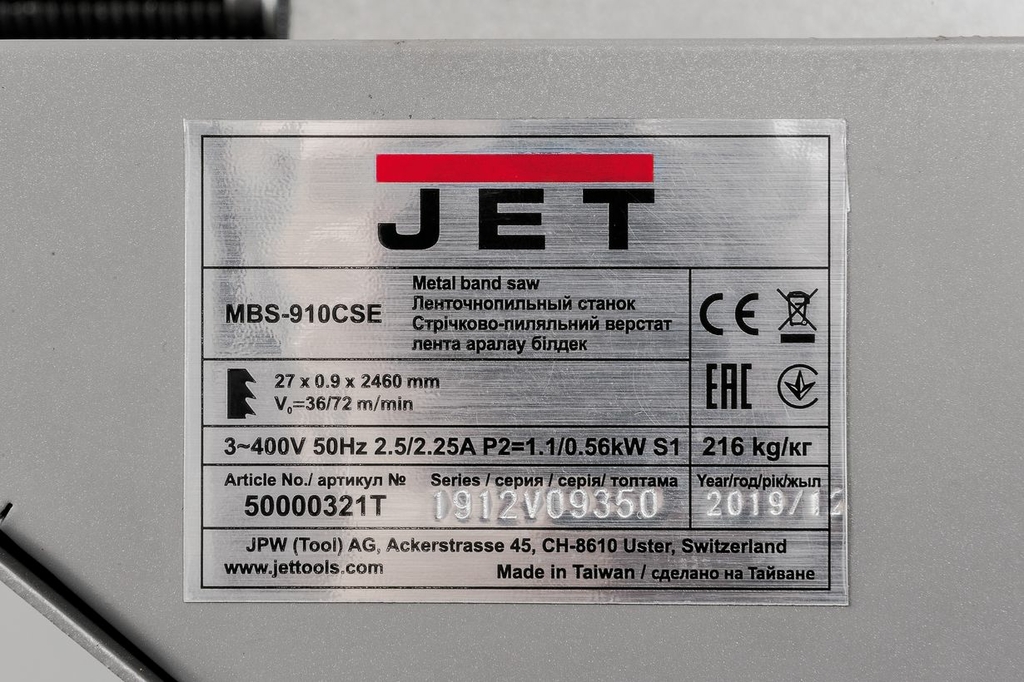 JET
MBS-910CSE
Metal band saw
Ленточнопильный станок
Стрічково-пиляльний верстат
лента аралау білдек
CE
EAC
27 x 0.9 x 2460 mm
V₀=36/72 m/min
3~400V 50Hz 2.5/2.25A P2=1.1/0.56kW S1
216 kg/кг
Article No./ артикул №
50000321T
Series / серия / серія/ топтама
1912V09350
Year/год/рік/жыл
2019/12
JPW (Tool) AG, Ackerstrasse 45, CH-8610 Uster, Switzerland
www.jettools.com
Made in Taiwan / сделано на Тайване